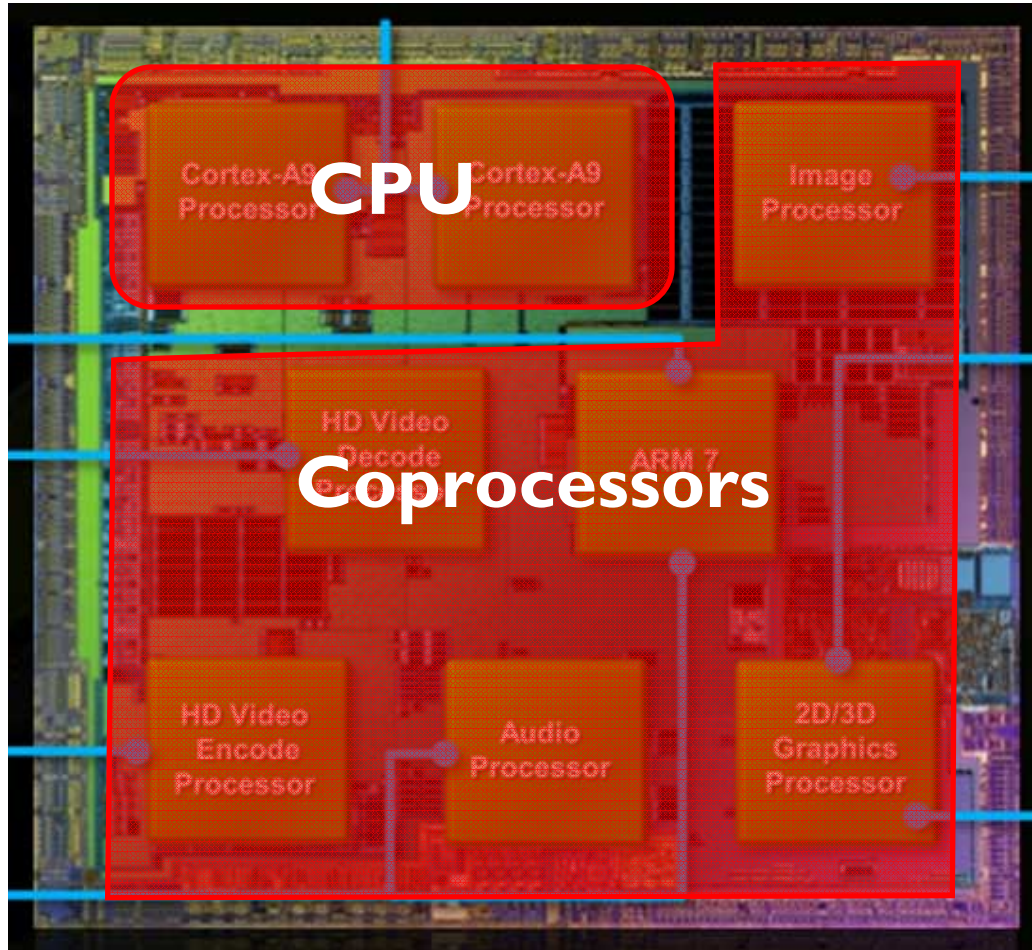 Cortex-A9
Processor
CPU
Cortex-A9
Processor
Image
Processor
HD Video
Decode
ARM 7
Coprocessors
HD Video
Encode
Processor
Audio
Processor
2D/3D
Graphics
Processor